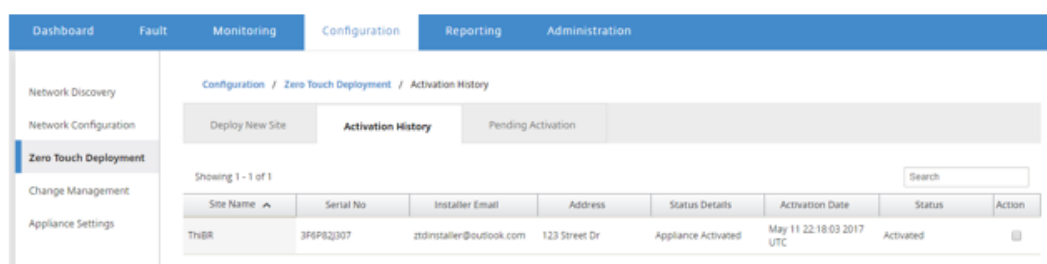 Dashboard Fault Monitoring Configuration Reporting Administration
Network Discovery
Network Configuration
Zero Touch Deployment
Change Management
Appliance Settings
Configuration / Zero Touch Deployment / Activation History
Deploy New Site Activation History Pending Activation
Showing 1 - 1 of 1
Search
Site Name Serial No Installer Email Address Status Details Activation Date Status Action
ThiBR 3F6P82J307 ztdinstaller@outlook.com 123 Street Dr Appliance Activated May 11 22:18:03 2017 Activated
UTC